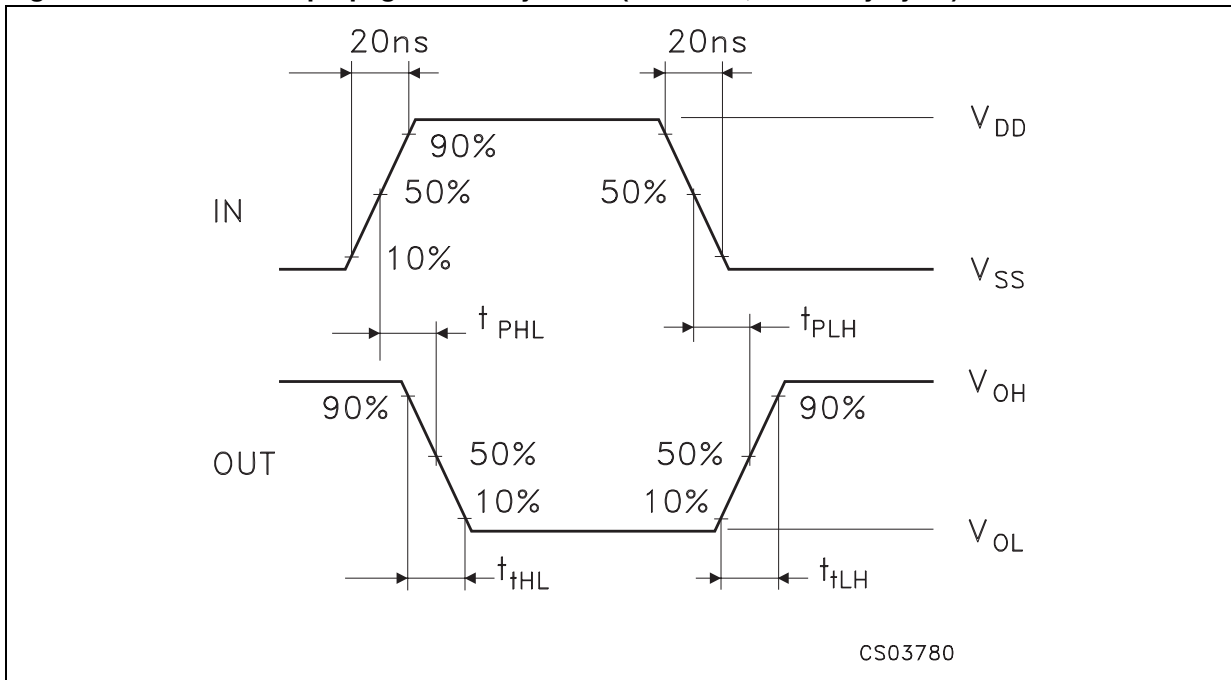 20ns 20ns
V DD
90%
50% 50%
IN
10%
V SS
t PHL t PLH
V OH
90% 90%
50% 50%
OUT
10% 10%
V OL
t tHL t tLH
CS03780